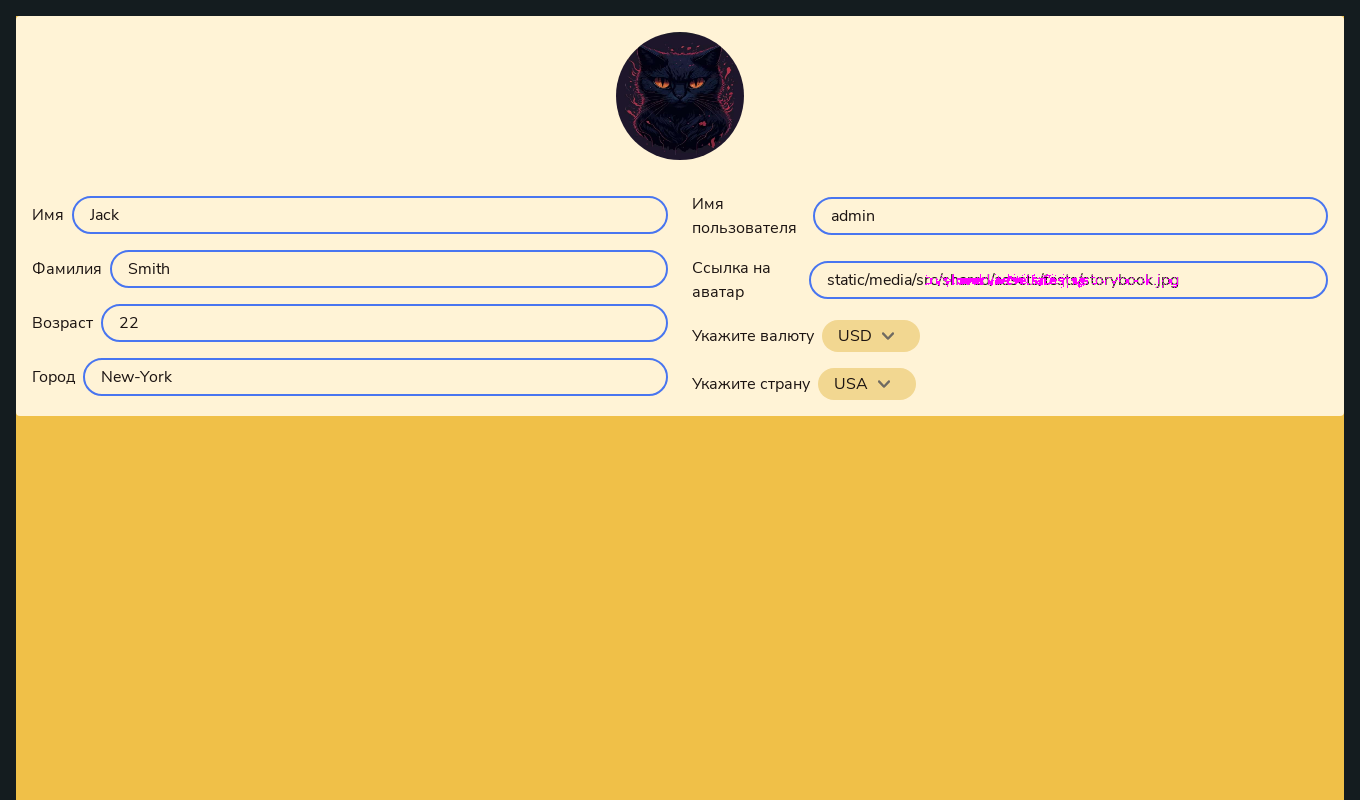 Имя
Jack
Фамилия
Smith
Возраст
22
Город
New-York
Имя
пользователя
admin
Ссылка на
аватар
static/media/src/shared/assets/tests/storybook.jpg
Укажите валюту
USD
Укажите страну
USA